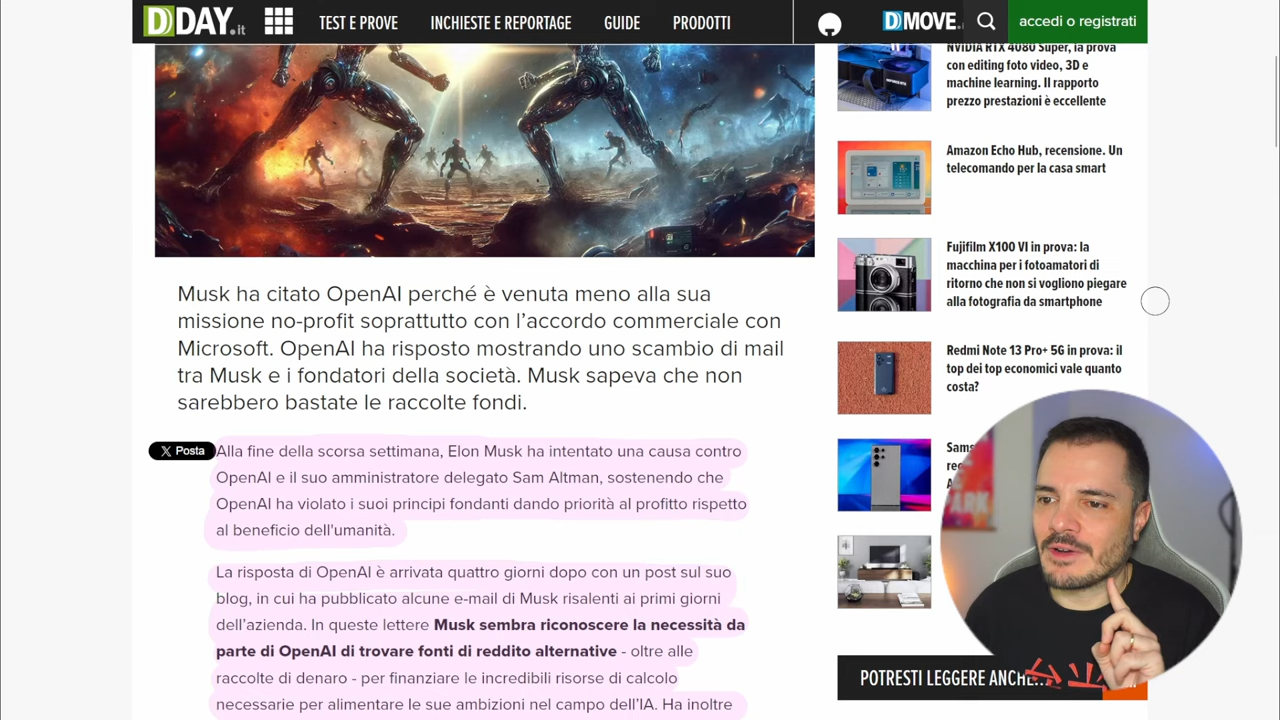 DDAY.it
TEST E PROVE
INCHIESTE E REPORTAGE
GUIDE
PRODOTTI
DMOVE.
accedi o registrati
NVIDIA RTX 4080 Super, la prova
con editing foto video, 3D e
machine learning. Il rapporto
prezzo prestazioni è eccellente
Amazon Echo Hub, recensione. Un
telecomando per la casa smart
Fujifilm X100 VI in prova: la
macchina per i fotoamatori di
ritorno che non si vogliono piegare
alla fotografia da smartphone
Redmi Note 13 Pro+ 5G in prova: il
top dei top economici vale quanto
costa?
Musk ha citato OpenAI perché è venuta meno alla sua
missione no-profit soprattutto con l’accordo commerciale con
Microsoft. OpenAI ha risposto mostrando uno scambio di mail
tra Musk e i fondatori della società. Musk sapeva che non
sarebbero bastate le raccolte fondi.
X Posta
Alla fine della scorsa settimana, Elon Musk ha intentato una causa contro
OpenAI e il suo amministratore delegato Sam Altman, sostenendo che
OpenAI ha violato i suoi principi fondanti dando priorità al profitto rispetto
al beneficio dell'umanità.
La risposta di OpenAI è arrivata quattro giorni dopo con un post sul suo
blog, in cui ha pubblicato alcune e-mail di Musk risalenti ai primi giorni
dell’azienda. In queste lettere Musk sembra riconoscere la necessità da
parte di OpenAI di trovare fonti di reddito alternative - oltre alle
raccolte di denaro - per finanziare le incredibili risorse di calcolo
necessarie per alimentare le sue ambizioni nel campo dell’IA. Ha inoltre
POTRESTI LEGGERE ANCHE